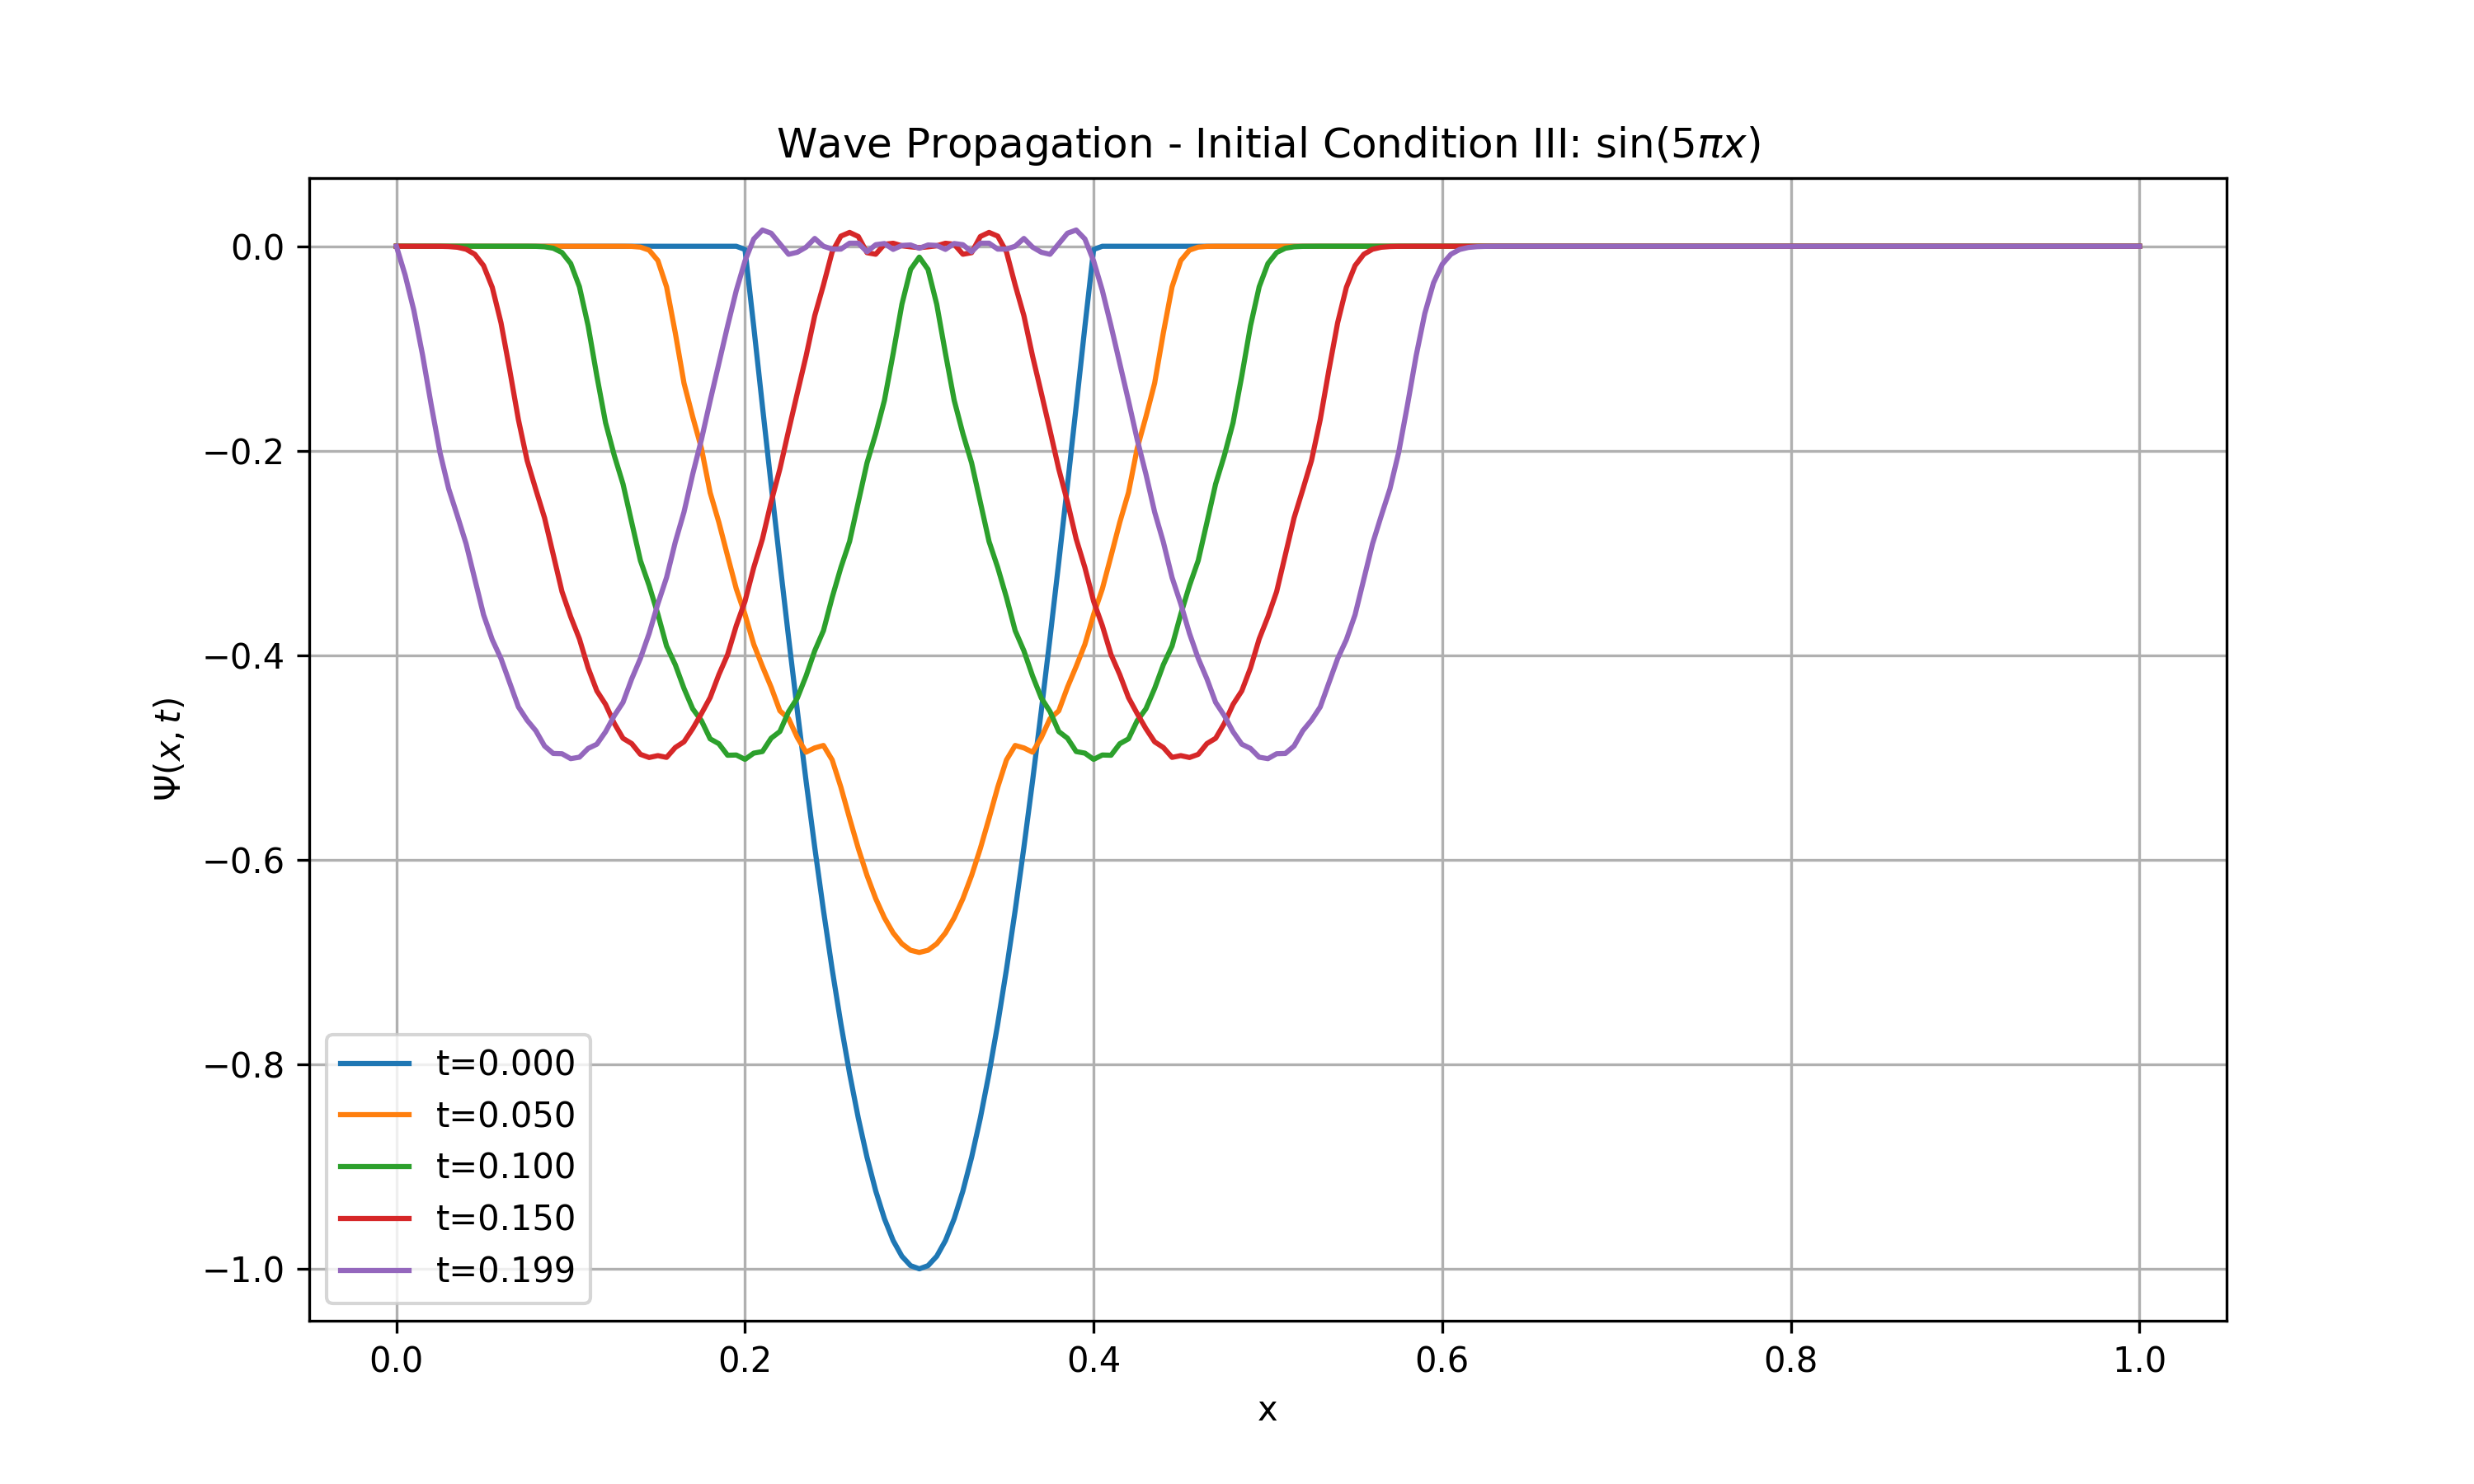 Wave Propagation - Initial Condition III: sin(5πx)
Ψ(x, t)
0.0
−0.2
−0.4
−0.6
−0.8
−1.0
t=0.000
t=0.050
t=0.100
t=0.150
t=0.199
0.0 0.2 0.4 0.6 0.8 1.0
x